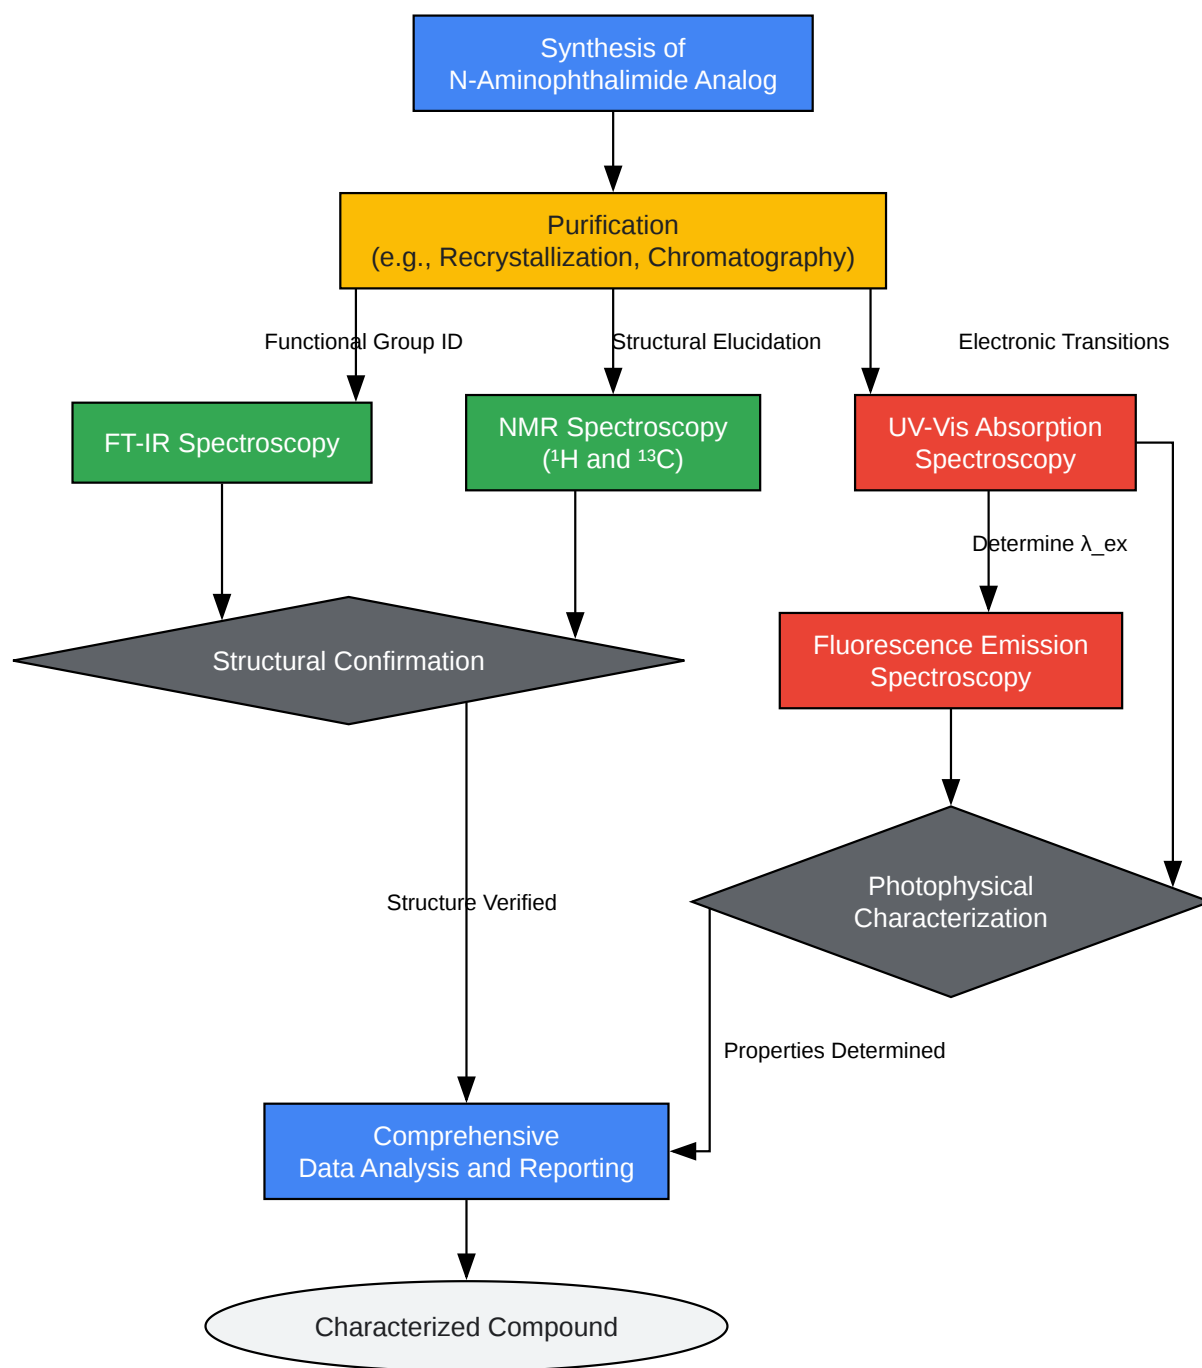 Synthesis of
N-Aminophthalimide Analog
Purification
(e.g., Recrystallization, Chromatography)
Functional Group ID
Structural Elucidation
Electronic Transitions
FT-IR Spectroscopy
NMR Spectroscopy
(¹H and ¹³C)
UV-Vis Absorption
Spectroscopy
Determine λ_ex
Fluorescence Emission
Spectroscopy
Structural Confirmation
Photophysical
Characterization
Structure Verified
Properties Determined
Comprehensive
Data Analysis and Reporting
Characterized Compound